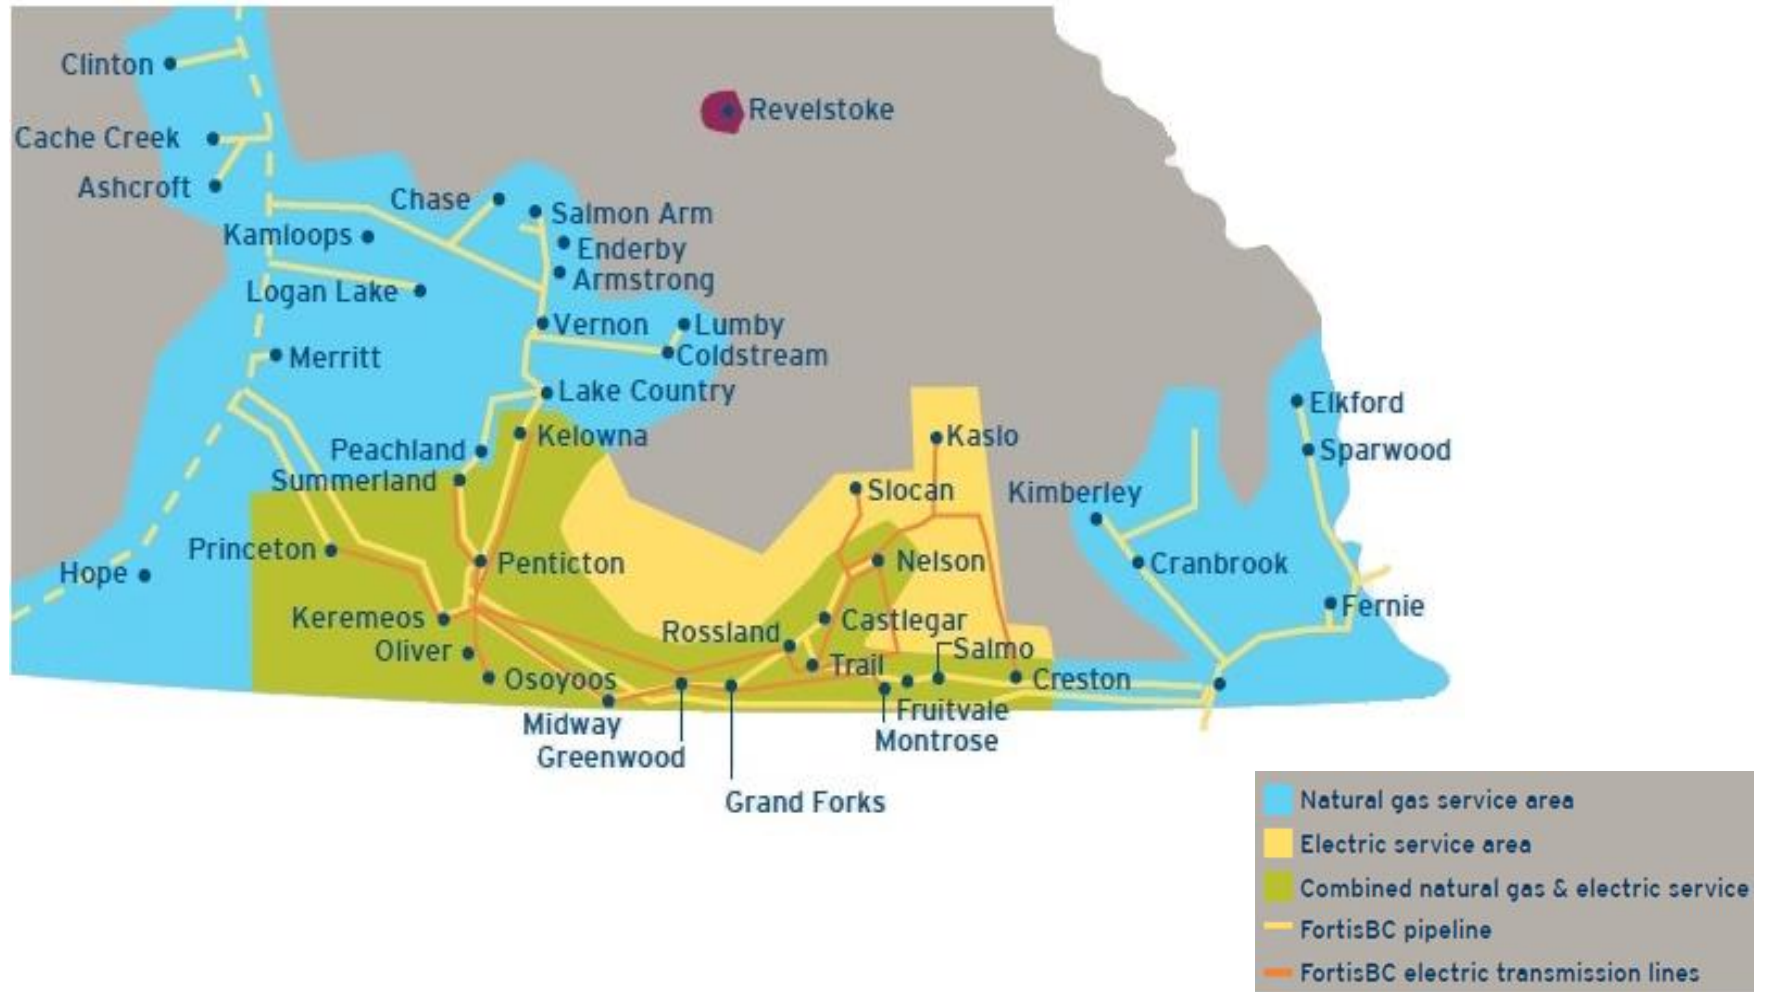 Clinton
Revelstoke
Cache Creek
Ashcroft
Chase
Salmon Arm
Kamloops
Enderby
Armstrong
Logan Lake
Vernon
Lumby
Merritt
Coldstream
Lake Country
Elkford
Peachland
Kelowna
Kaslo
Sparwood
Summerland
Slocan
Kimberley
Princeton
Penticton
Nelson
Cranbrook
Hope
Fernie
Keremeos
Castlegar
Rossland
Oliver
Salmo
Trail
Osoyoos
Creston
Fruitvale
Midway
Montrose
Greenwood
Grand Forks
Natural gas service area
Electric service area
Combined natural gas & electric service
FortisBC pipeline
FortisBC electric transmission lines